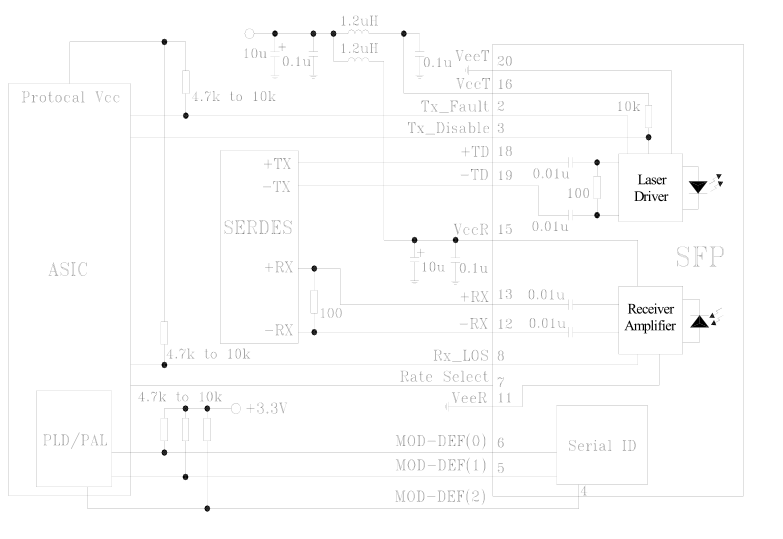 1.2uH
10u
+
0.1u
1.2uH
0.1u
VeeT
20
VccT
16
Protocal Vcc
4.7k to 10k
Tx_Fault
2
10k
Tx_Disable
3
+TD
18
-TD
19
0.01u
100
0.01u
Laser
Driver
+TX
-TX
SERDES
+RX
-RX
100
VccR
15
+
10u
0.1u
SFP
ASIC
+RX
13
0.01u
-RX
12
0.01u
Receiver
Amplifier
4.7k to 10k
Rx_LOS
8
Rate Select
7
4.7k to 10k
VeeR
11
+3.3V
PLD/PAL
MOD-DEF(0)
6
MOD-DEF(1)
5
MOD-DEF(2)
4
Serial ID